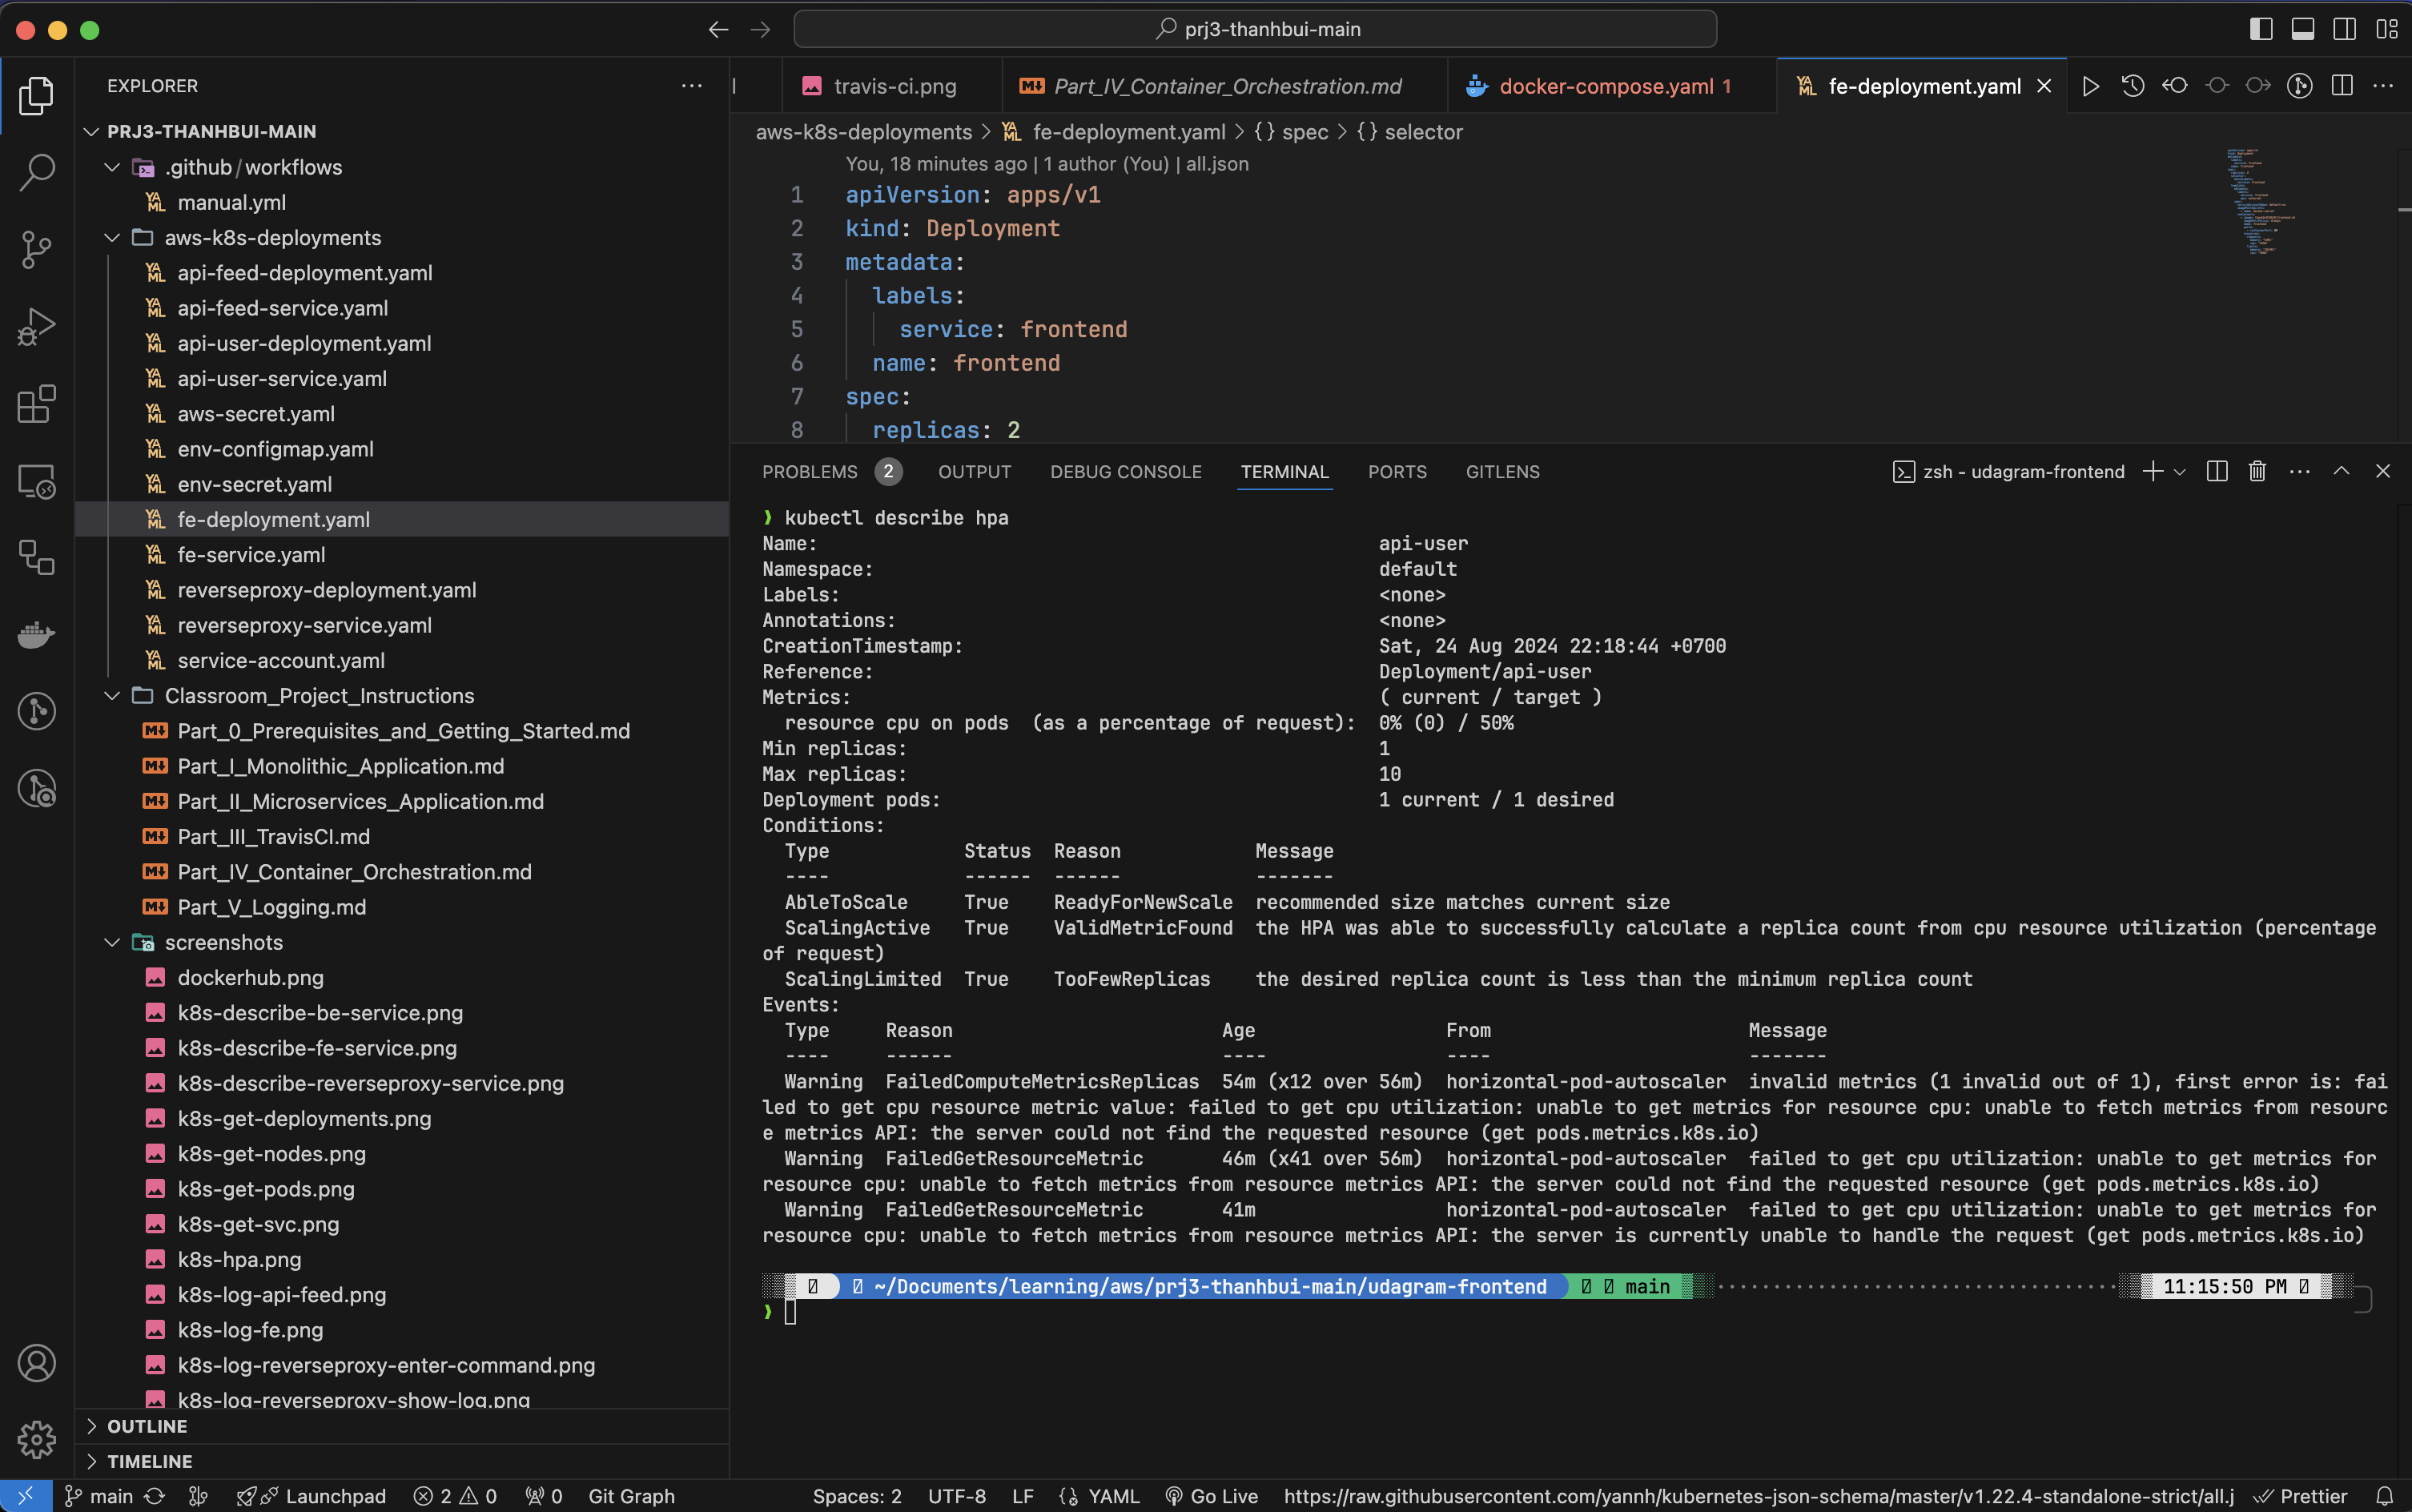 prj3-thanhbui-main
EXPLORER
PRJ3-THANHBUI-MAIN
.github/workflows
manual.yml
aws-k8s-deployments
api-feed-deployment.yaml
api-feed-service.yaml
api-user-deployment.yaml
api-user-service.yaml
aws-secret.yaml
env-configmap.yaml
env-secret.yaml
fe-deployment.yaml
fe-service.yaml
reverseproxy-deployment.yaml
reverseproxy-service.yaml
service-account.yaml
Classroom_Project_Instructions
Part_0_Prerequisites_and_Getting_Started.md
Part_I_Monolithic_Application.md
Part_II_Microservices_Application.md
Part_III_TravisCI.md
Part_IV_Container_Orchestration.md
Part_V_Logging.md
screenshots
dockerhub.png
k8s-describe-be-service.png
k8s-describe-fe-service.png
k8s-describe-reverseproxy-service.png
k8s-get-deployments.png
k8s-get-nodes.png
k8s-get-pods.png
k8s-get-svc.png
k8s-hpa.png
k8s-log-api-feed.png
k8s-log-fe.png
k8s-log-reverseproxy-enter-command.png
k8s-log-reverseproxy-show-log.png
OUTLINE
TIMELINE
travis-ci.png Part_IV_Container_Orchestration.md docker-compose.yaml 1 fe-deployment.yaml
aws-k8s-deployments > fe-deployment.yaml > {} spec > {} selector
You, 18 minutes ago | 1 author (You) | all.json
1 apiVersion: apps/v1
2 kind: Deployment
3 metadata:
4 labels:
5 service: frontend
6 name: frontend
7 spec:
8 replicas: 2
PROBLEMS 2 OUTPUT DEBUG CONSOLE TERMINAL PORTS GITLENS zsh - udagram-frontend
❯ kubectl describe hpa
Name: api-user
Namespace: default
Labels: <none>
Annotations: <none>
CreationTimestamp: Sat, 24 Aug 2024 22:18:44 +0700
Reference: Deployment/api-user
Metrics: ( current / target )
resource cpu on pods (as a percentage of request): 0% (0) / 50%
Min replicas: 1
Max replicas: 10
Deployment pods: 1 current / 1 desired
Conditions:
Type Status Reason Message
---- ------ ------ -------
AbleToScale True ReadyForNewScale recommended size matches current size
ScalingActive True ValidMetricFound the HPA was able to successfully calculate a replica count from cpu resource utilization (percentage
of request)
ScalingLimited True TooFewReplicas the desired replica count is less than the minimum replica count
Events:
Type Reason Age From Message
---- ------ ---- ---- -------
Warning FailedComputeMetricsReplicas 54m (x12 over 56m) horizontal-pod-autoscaler invalid metrics (1 invalid out of 1), first error is: fai
led to get cpu resource metric value: failed to get cpu utilization: unable to get metrics for resource cpu: unable to fetch metrics from resourc
e metrics API: the server could not find the requested resource (get pods.metrics.k8s.io)
Warning FailedGetResourceMetric 46m (x41 over 56m) horizontal-pod-autoscaler failed to get cpu utilization: unable to get metrics for
resource cpu: unable to fetch metrics from resource metrics API: the server could not find the requested resource (get pods.metrics.k8s.io)
Warning FailedGetResourceMetric 41m horizontal-pod-autoscaler failed to get cpu utilization: unable to get metrics for
resource cpu: unable to fetch metrics from resource metrics API: the server is currently unable to handle the request (get pods.metrics.k8s.io)
~/Documents/learning/aws/prj3-thanhbui-main/udagram-frontend main 11:15:50 PM
❯
main Launchpad 2 0 0 Git Graph Spaces: 2 UTF-8 LF {} YAML Go Live https://raw.githubusercontent.com/yannh/kubernetes-json-schema/master/v1.22.4-standalone-strict/all.j Prettier